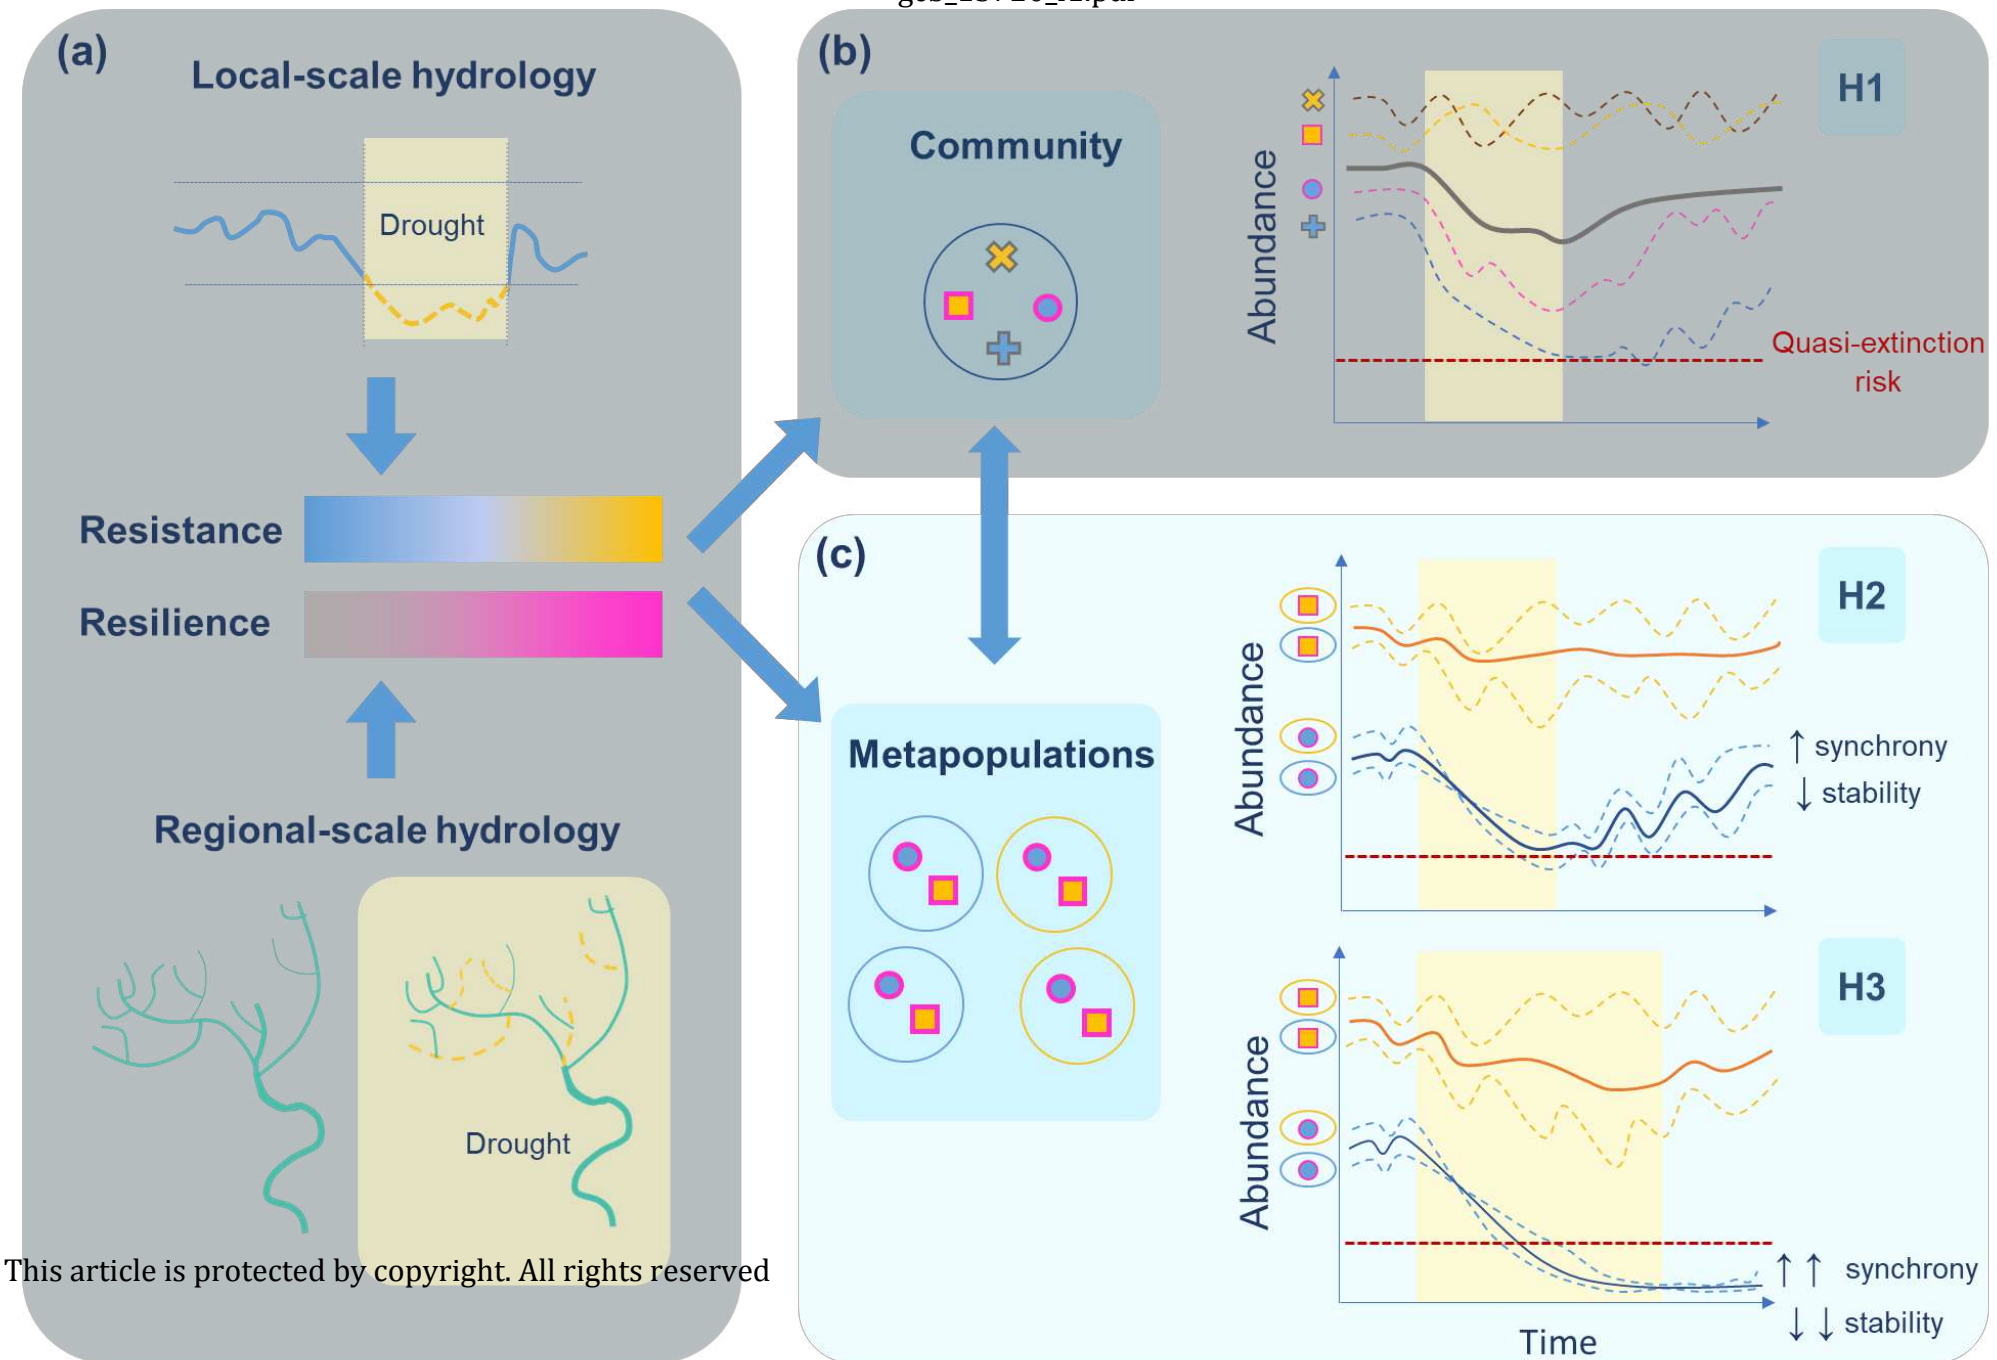 (a)
Local-scale hydrology
Drought
Resistance
Resilience
Regional-scale hydrology
Drought
This article is protected by copyright. All rights reserved
(b)
Community
Abundance
H1
Quasi-extinction
risk
(c)
Metapopulations
Abundance
H2
↑ synchrony
↓ stability
Abundance
H3
↑ ↑ synchrony
↓ ↓ stability
Time